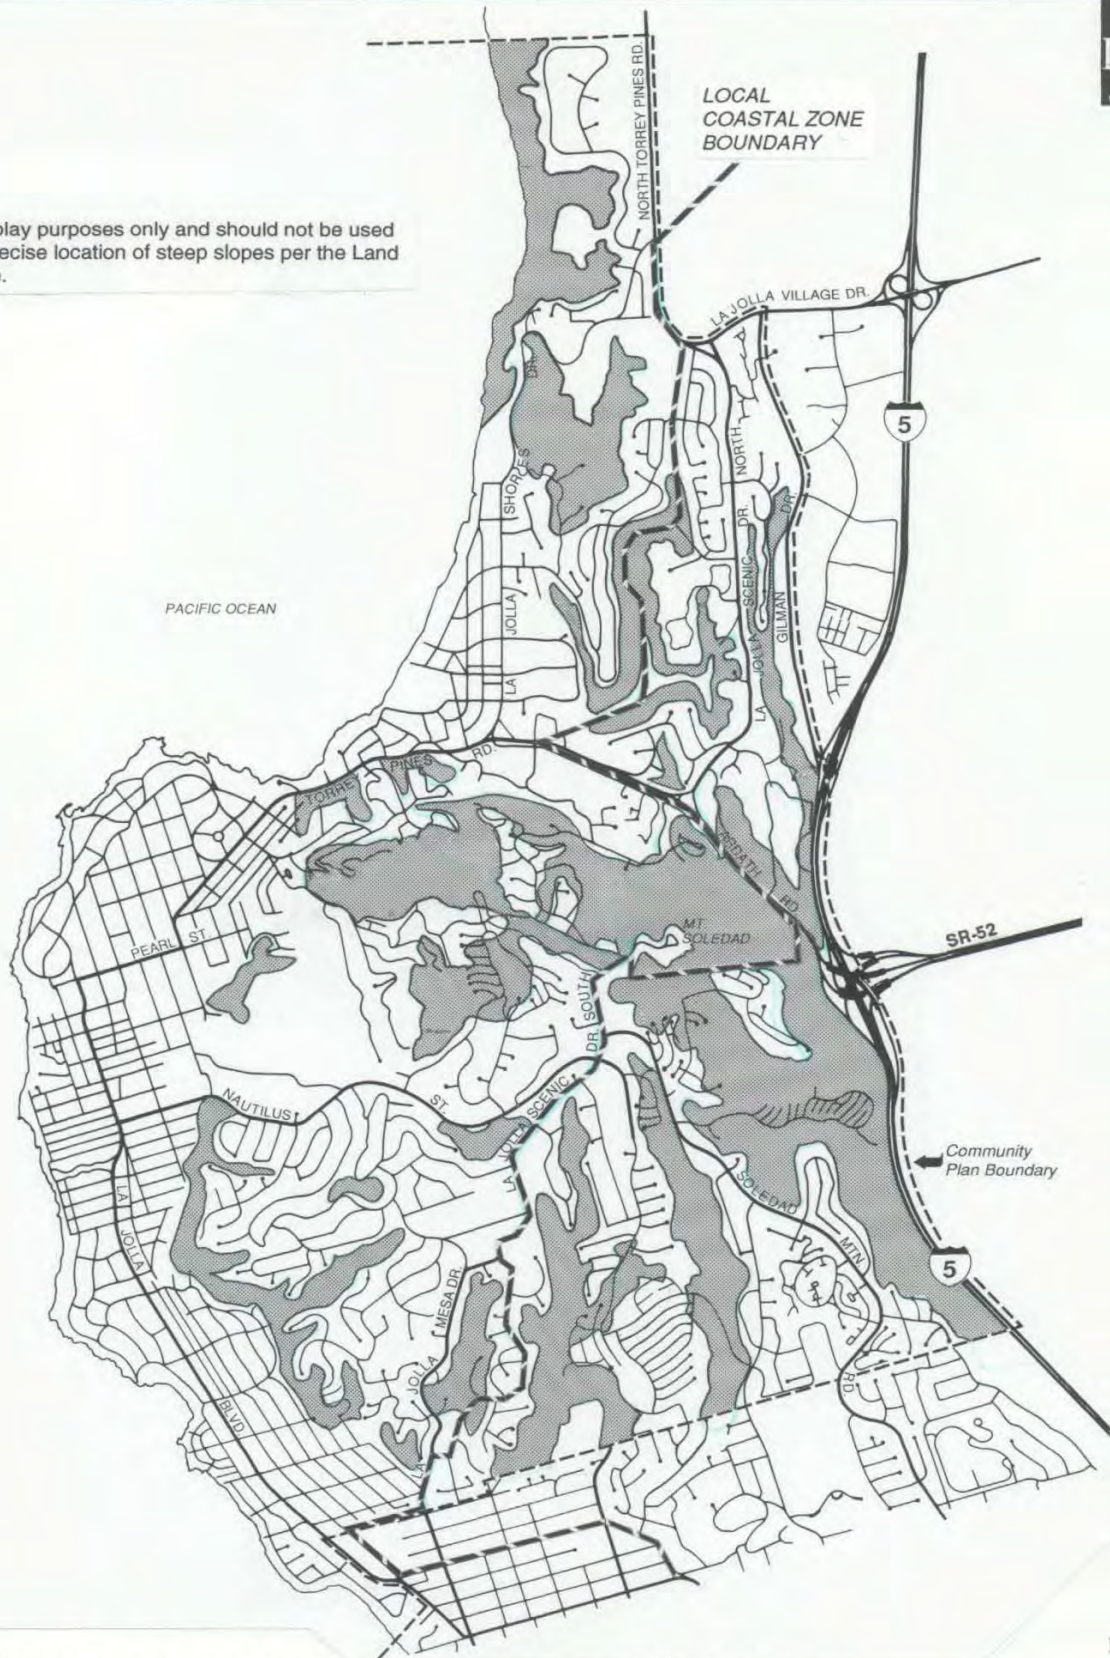 LOCAL
COASTAL ZONE
BOUNDARY
NORTH TORREY PINES RD.
play purposes only and should not be used
ecise location of steep slopes per the Land
LA JOLLA VILLAGE DR.
5
LA JOLLA SHORES DR.
LA JOLLA SCENIC DR. NORTH
GILMAN DR.
PACIFIC OCEAN
TORREY PINES RD.
ARDATH RD.
MT.
SOLEDAD
SR-52
PEARL ST.
LA JOLLA SCENIC DR. SOUTH
NAUTILUS ST.
Community
Plan Boundary
SOLEDAD MTN. RD.
LA JOLLA MESA DR.
LA JOLLA BLVD.
5